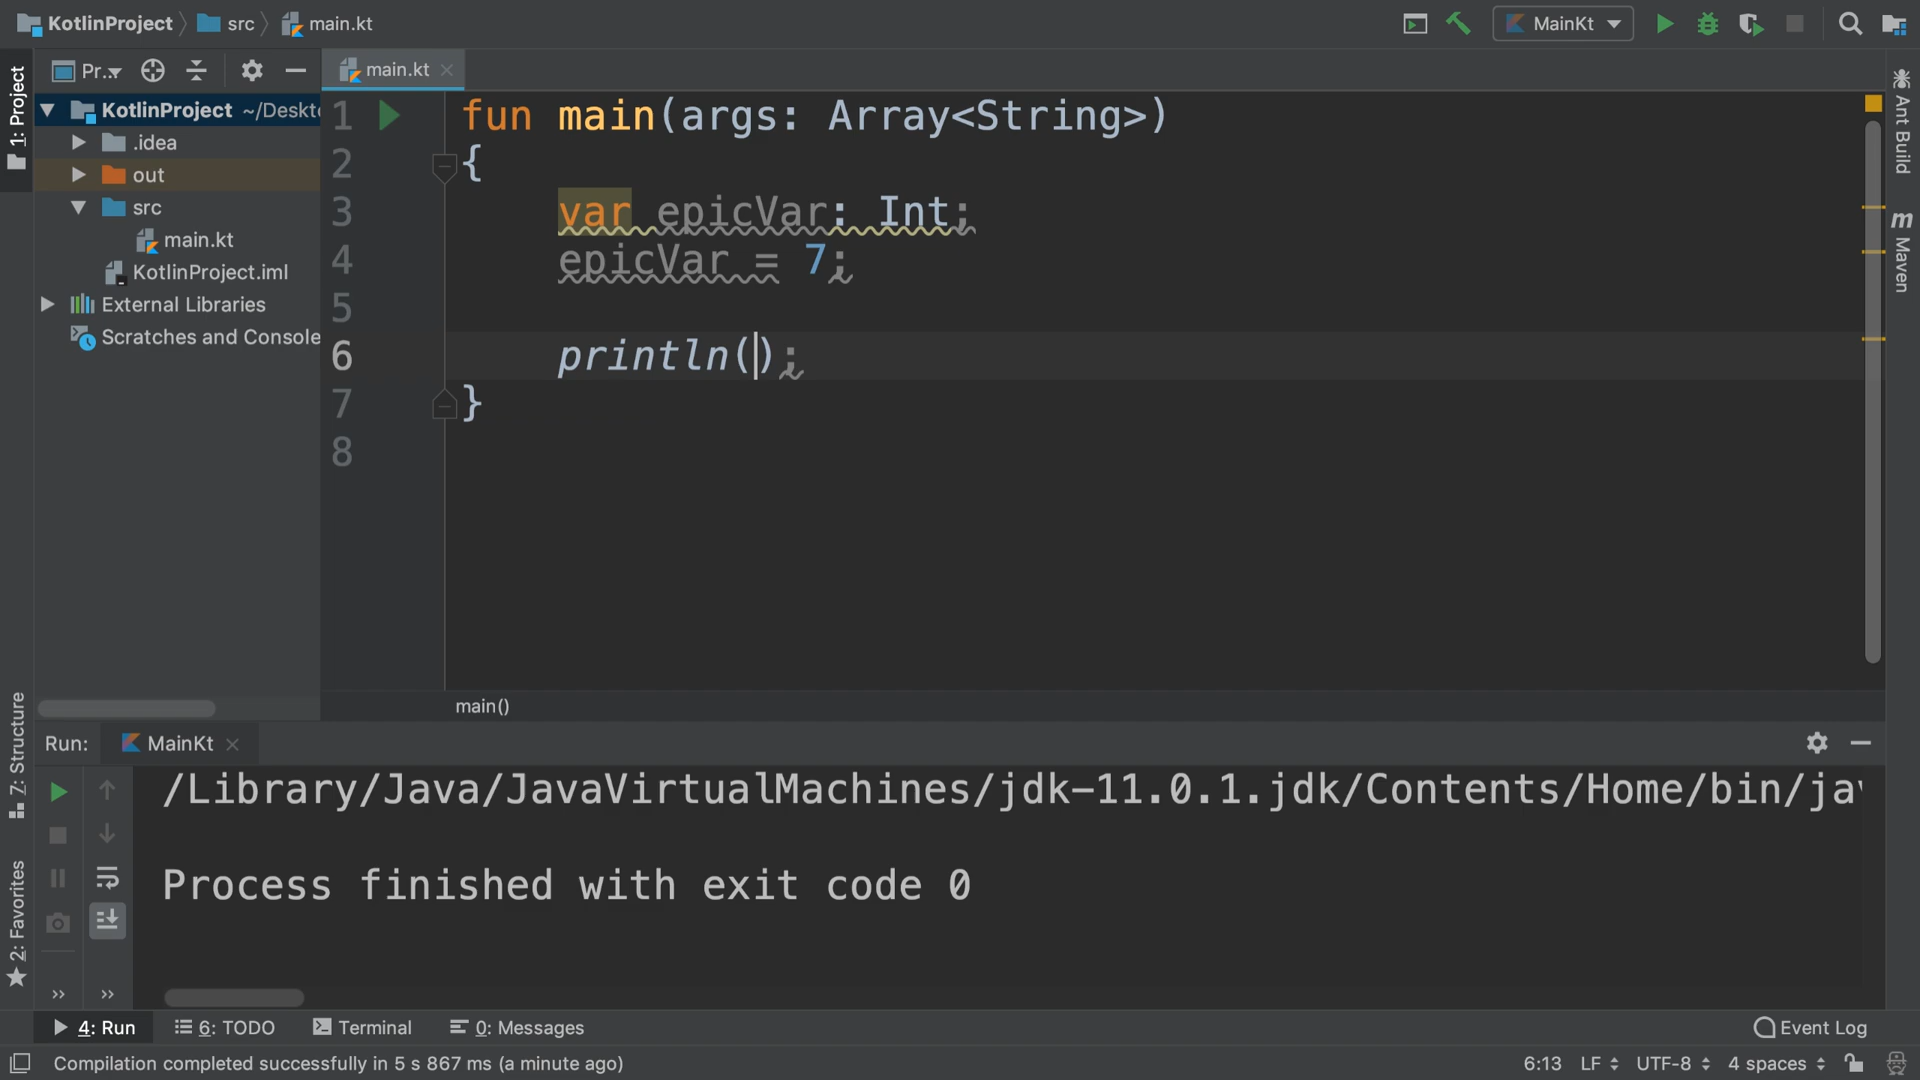 KotlinProject src main.kt MainKt
1: Project
Pr..
KotlinProject ~/Deskt
.idea
out
src
main.kt
KotlinProject.iml
External Libraries
Scratches and Console
main.kt
1 fun main(args: Array<String>)
2 {
3 var epicVar: Int;
4 epicVar = 7;
5
6 println();
7 }
8
main()
Ant Build
m Maven
7: Structure
2: Favorites
Run: MainKt
/Library/Java/JavaVirtualMachines/jdk-11.0.1.jdk/Contents/Home/bin/jav
Process finished with exit code 0
4: Run 6: TODO Terminal 0: Messages Event Log
Compilation completed successfully in 5 s 867 ms (a minute ago) 6:13 LF UTF-8 4 spaces